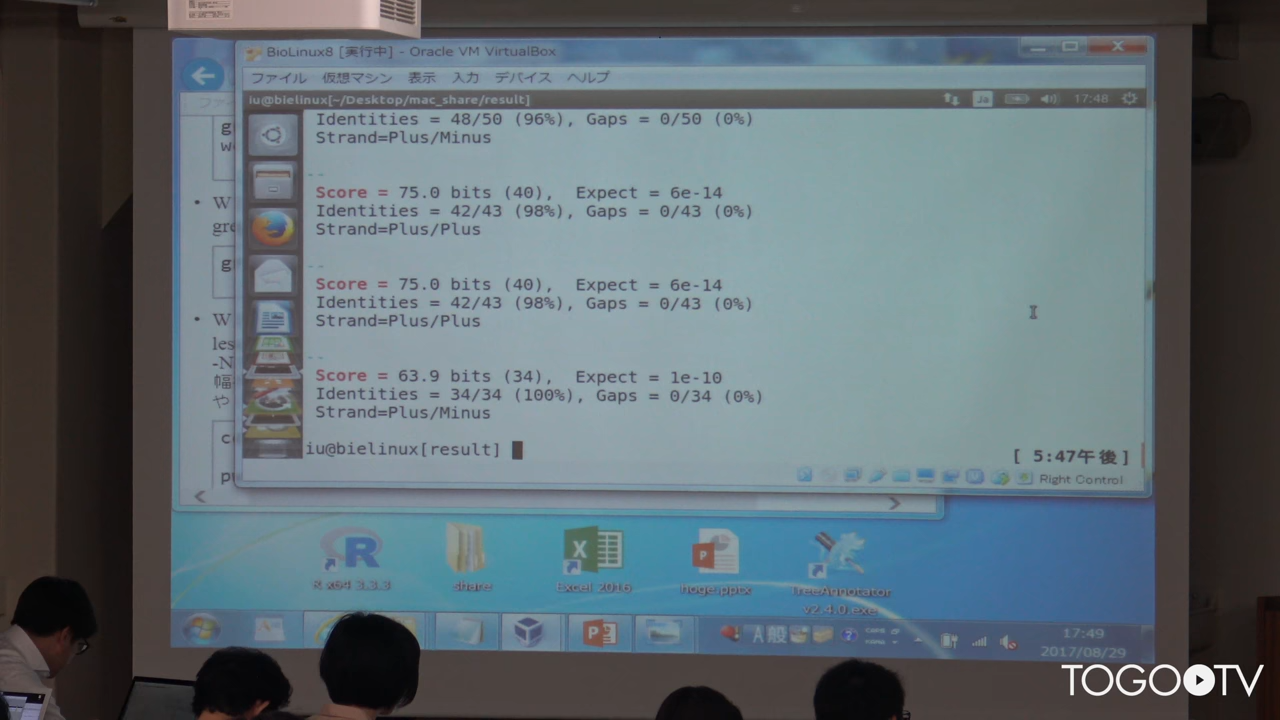 BioLinux8 [実行中] - Oracle VM VirtualBox
ファイル 仮想マシン 表示 入力 デバイス ヘルプ
iu@bielinux[~/Desktop/mac_share/result]
Ja
17:48
Identities = 48/50 (96%), Gaps = 0/50 (0%)
Strand=Plus/Minus
--
Score = 75.0 bits (40), Expect = 6e-14
Identities = 42/43 (98%), Gaps = 0/43 (0%)
Strand=Plus/Plus
--
Score = 75.0 bits (40), Expect = 6e-14
Identities = 42/43 (98%), Gaps = 0/43 (0%)
Strand=Plus/Plus
--
Score = 63.9 bits (34), Expect = 1e-10
Identities = 34/34 (100%), Gaps = 0/34 (0%)
Strand=Plus/Minus
iu@bielinux[result]
[ 5:47午後 ]
Right Control
R x64 3.3.3
share
Excel 2016
hoge.pptx
TreeAnnotator
v2.4.0.exe
A 般
17:49
2017/08/29
TOGO TV